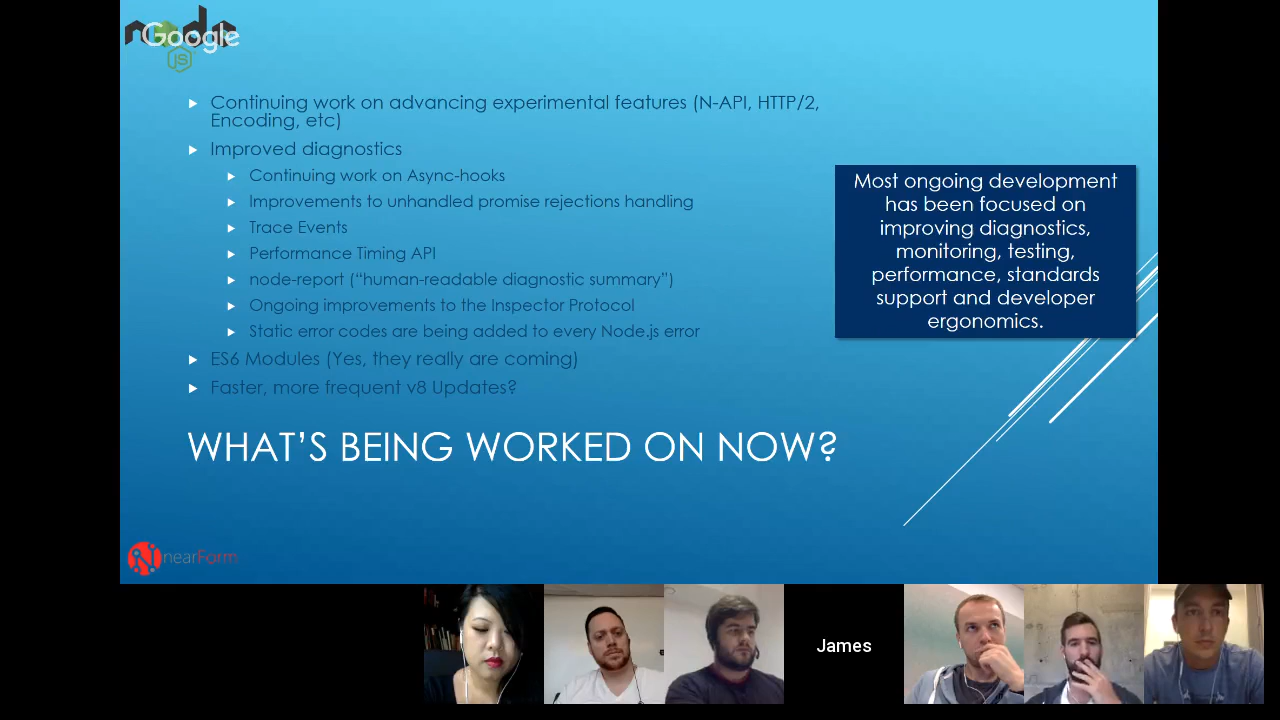 node
Google
JS
Continuing work on advancing experimental features (N-API, HTTP/2,
Encoding, etc)
Improved diagnostics
Continuing work on Async-hooks
Improvements to unhandled promise rejections handling
Trace Events
Performance Timing API
node-report (“human-readable diagnostic summary”)
Ongoing improvements to the Inspector Protocol
Static error codes are being added to every Node.js error
ES6 Modules (Yes, they really are coming)
Faster, more frequent v8 Updates?
Most ongoing development
has been focused on
improving diagnostics,
monitoring, testing,
performance, standards
support and developer
ergonomics.
WHAT’S BEING WORKED ON NOW?
nearForm
James